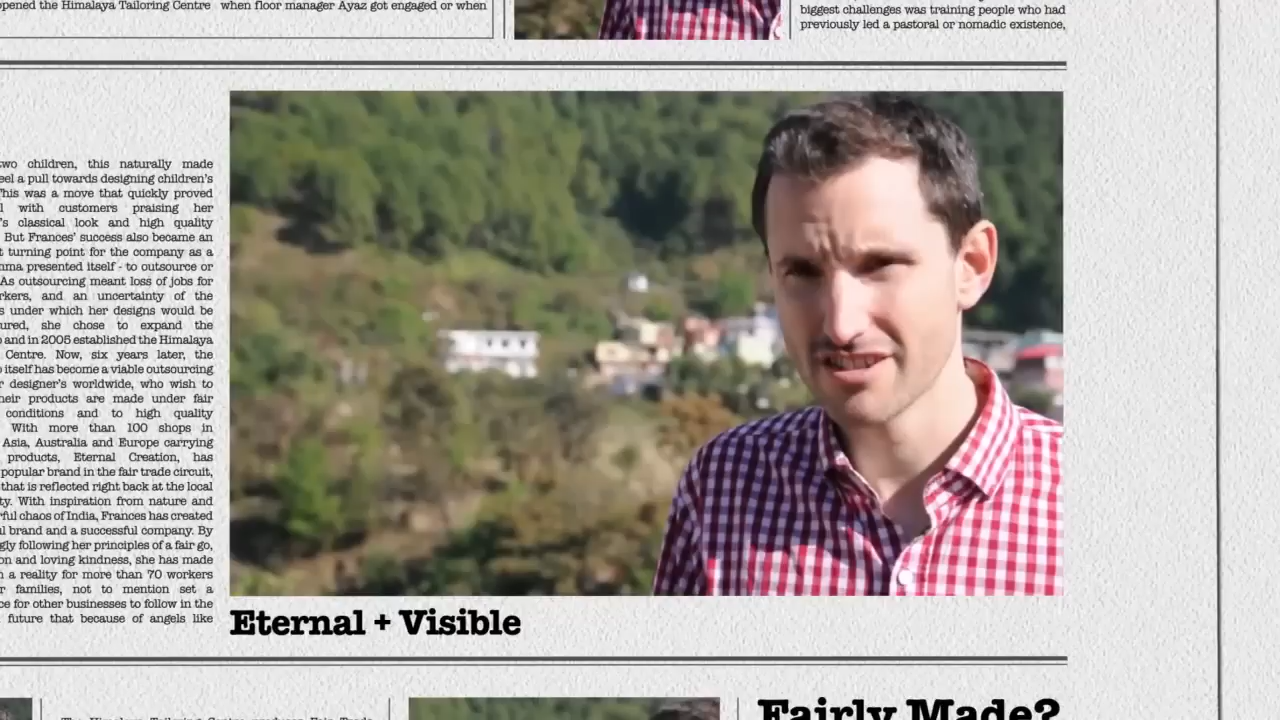 opened the Himalaya Tailoring Centre
when floor manager Ayaz got engaged or when
biggest challenges was training people who had
previously led a pastoral or nomadic existence,
two children, this naturally made
feel a pull towards designing children's
This was a move that quickly proved
with customers praising her
classical look and high quality
But Frances' success also became an
turning point for the company as a
presented itself - to outsource or
As outsourcing meant loss of jobs for
and an uncertainty of the
under which her designs would be
she chose to expand the
and in 2005 established the Himalaya
Centre. Now, six years later, the
itself has become a viable outsourcing
designer's worldwide, who wish to
their products are made under fair
conditions and to high quality
With more than 100 shops in
Asia, Australia and Europe carrying
products, Eternal Creation, has
popular brand in the fair trade circuit,
that is reflected right back at the local
With inspiration from nature and
chaos of India, Frances has created
brand and a successful company. By
following her principles of a fair go,
and loving kindness, she has made
a reality for more than 70 workers
families, not to mention set a
for other businesses to follow in the
future that because of angels like
Eternal + Visible
The Himalaya Tailoring Centre produces Fair Trade
Fairly Made?